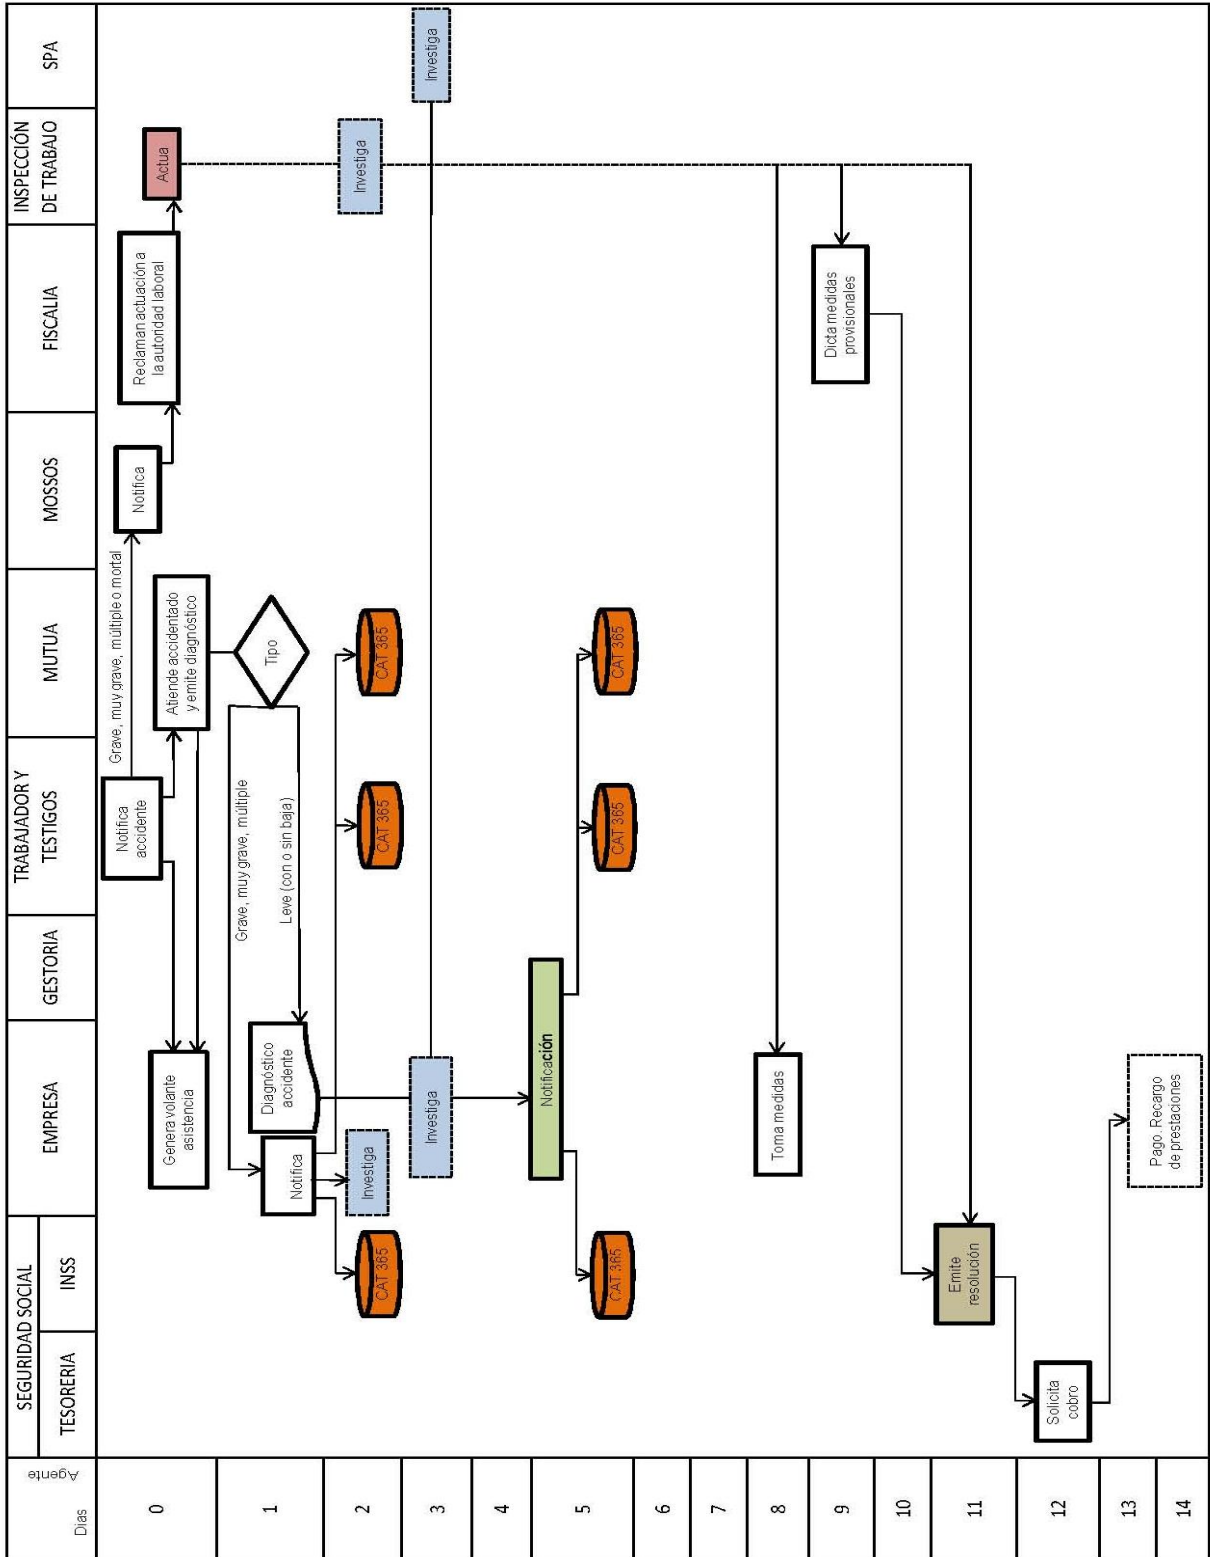 Agente
Dias
SEGURIDAD SOCIAL
TESORERIA
INSS
EMPRESA
GESTORIA
TRABAJADOR Y
TESTIGOS
MUTUA
MOSSOS
FISCALIA
INSPECCIÓN
DE TRABAJO
SPA
0
Genera volante
asistencia
Notifica
accidente
Grave, muy grave, múltiple o mortal
Atiende accidentado
y emite diagnóstico
Notifica
Reclaman actuación a
la autoridad laboral
Actua
1
Notifica
Diagnóstico
accidente
Grave, muy grave, múltiple
Leve (con o sin baja)
Tipo
2
CAT 365
Investiga
CAT 365
CAT 365
Investiga
3
Investiga
Investiga
4
5
Notificación
CAT 365
CAT 365
CAT 365
6
7
8
Toma medidas
9
Dicta medidas
provisionales
10
11
Emite
resolución
12
Solicita
cobro
13
Pago. Recargo
de prestaciones
14